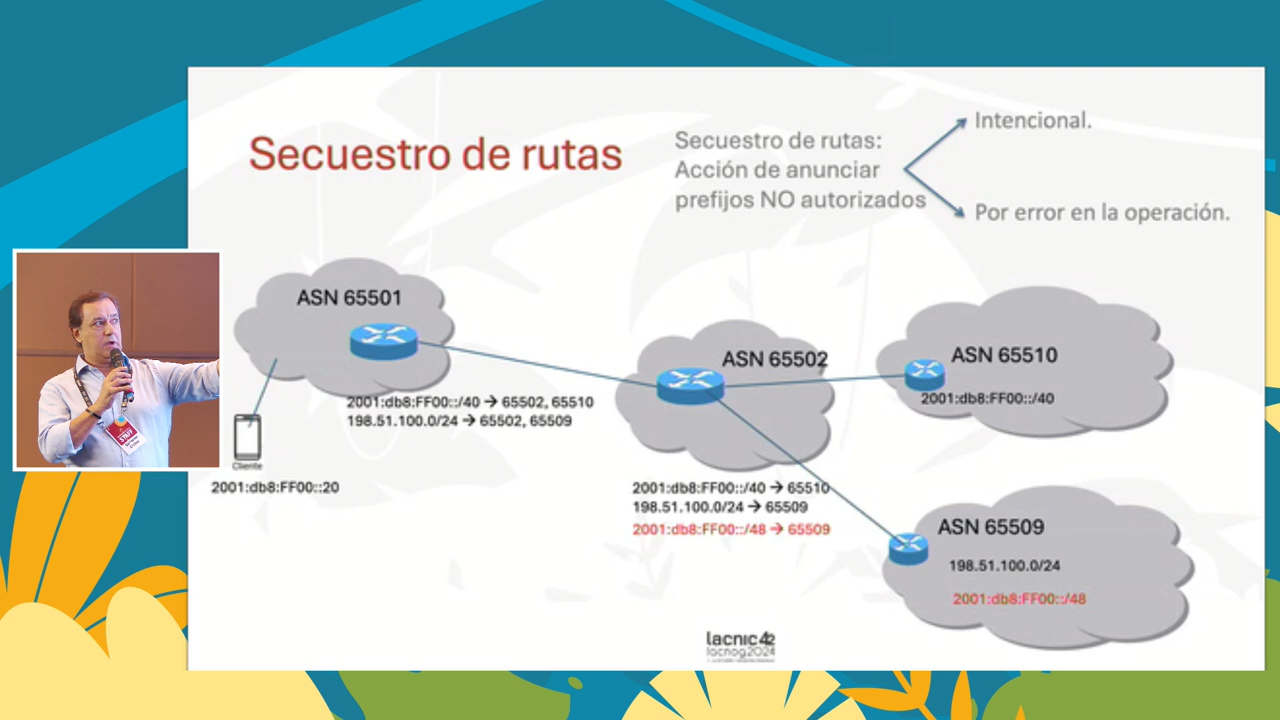 Secuestro de rutas
Secuestro de rutas:
Acción de anunciar
prefijos NO autorizados
Intencional.
Por error en la operación.
ASN 65501
2001:db8:FF00::/40 → 65502, 65510
198.51.100.0/24 → 65502, 65509
Cliente
2001:db8:FF00::20
ASN 65502
2001:db8:FF00::/40 → 65510
198.51.100.0/24 → 65509
2001:db8:FF00::/48 → 65509
ASN 65510
2001:db8:FF00::/40
ASN 65509
198.51.100.0/24
2001:db8:FF00::/48
lacnic42
lacnog2024
STAFF